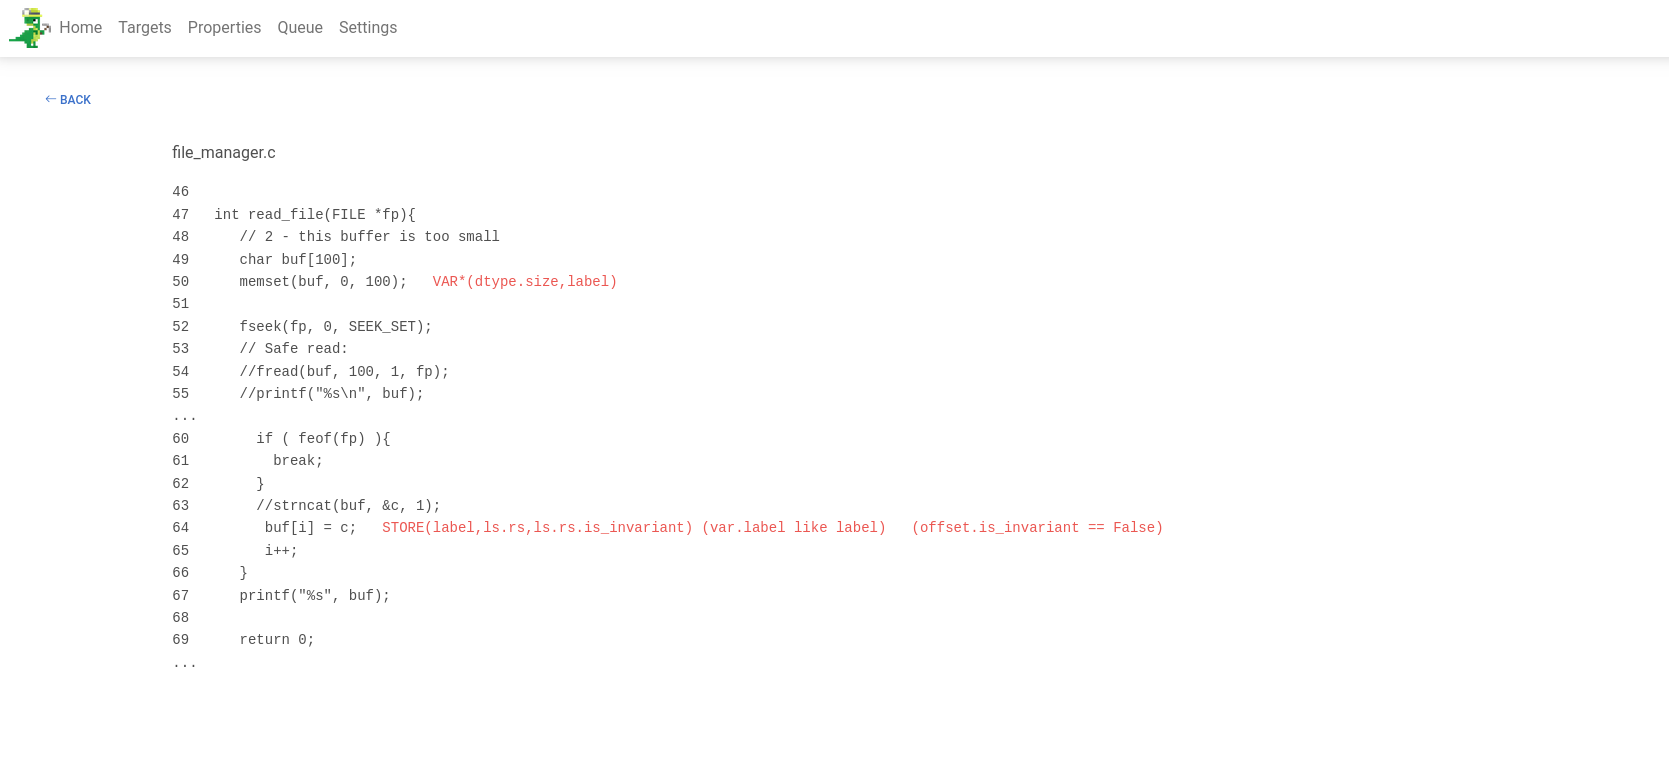 Home Targets Properties Queue Settings
← BACK
file_manager.c
46
47   int read_file(FILE *fp){
48      // 2 - this buffer is too small
49      char buf[100];
50      memset(buf, 0, 100);   VAR*(dtype.size,label)
51
52      fseek(fp, 0, SEEK_SET);
53      // Safe read:
54      //fread(buf, 100, 1, fp);
55      //printf("%s\n", buf);
...
60        if ( feof(fp) ){
61          break;
62        }
63        //strncat(buf, &c, 1);
64         buf[i] = c;   STORE(label,ls.rs,ls.rs.is_invariant) (var.label like label)   (offset.is_invariant == False)
65         i++;
66      }
67      printf("%s", buf);
68
69      return 0;
...